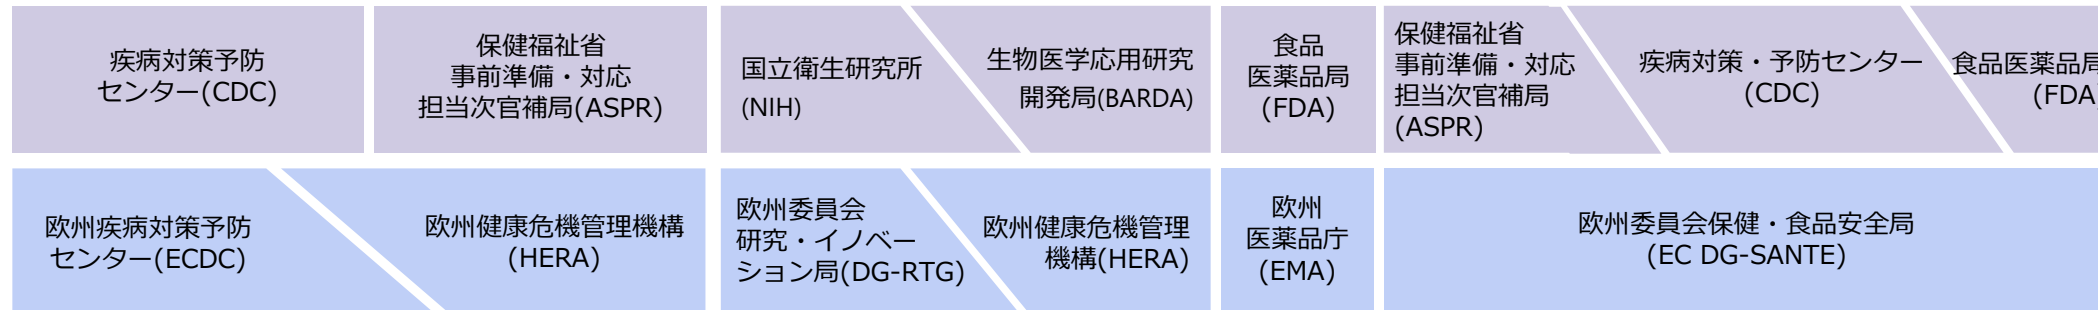 疾病対策予防
センター(CDC)
保健福祉省
事前準備・対応
担当次官補局(ASPR)
国立衛生研究所
(NIH)
生物医学応用研究
開発局(BARDA)
食品
医薬品局
(FDA)
保健福祉省
事前準備・対応
担当次官補局
(ASPR)
疾病対策・予防センター
(CDC)
食品医薬品局
(FDA
欧州疾病対策予防
センター(ECDC)
欧州健康危機管理機構
(HERA)
欧州委員会
研究・イノベー
ション局(DG-RTG)
欧州健康危機管理
機構(HERA)
欧州
医薬品庁
(EMA)
欧州委員会保健・食品安全局
(EC DG-SANTE)